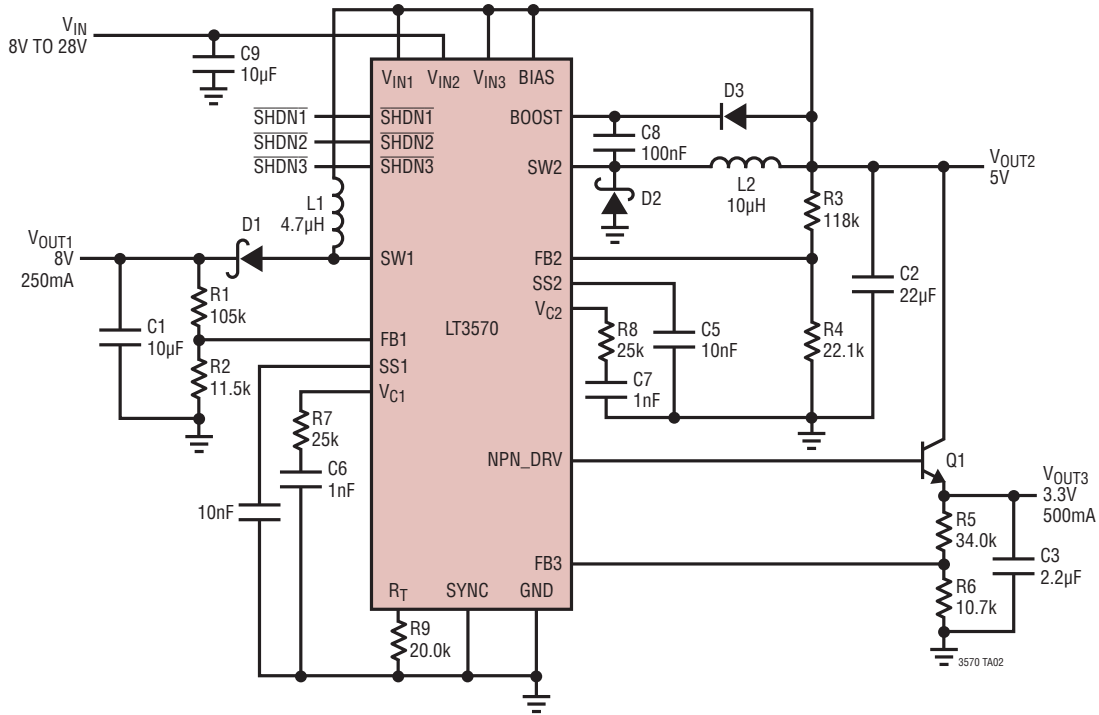 VIN
8V TO 28V
C9
10µF
VIN1 VIN2 VIN3 BIAS
SHDN1 SHDN1
SHDN2 SHDN2
SHDN3 SHDN3
BOOST
D3
C8
100nF
SW2
L2
10µH
VOUT2
5V
D2
R3
118k
L1
4.7µH
D1
VOUT1
8V
250mA
SW1
FB2
SS2
VC2
C2
22µF
R1
105k
C1
10µF
LT3570
R8
25k
C5
10nF
R4
22.1k
FB1
R2
11.5k
SS1
VC1
C7
1nF
R7
25k
C6
1nF
NPN_DRV
Q1
VOUT3
3.3V
500mA
10nF
R5
34.0k
FB3
C3
2.2µF
R6
10.7k
RT SYNC GND
R9
20.0k
3570 TA02